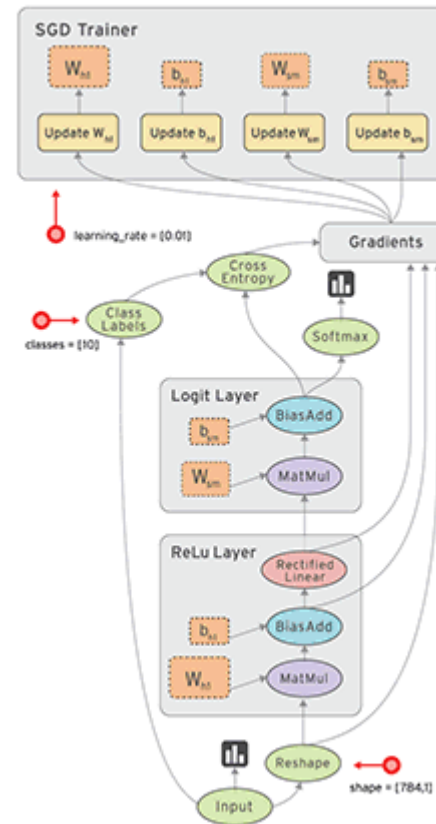 SGD Trainer
W_hl
b_hl
W_sm
b_sm
Update W_hl
Update b_hl
Update W_sm
Update b_sm
learning_rate = [0.01]
Gradients
Cross
Entropy
Class
Labels
classes = [10]
Softmax
Logit Layer
BiasAdd
b_sm
W_sm
MatMul
ReLu Layer
Rectified
Linear
b_hl
BiasAdd
W_hl
MatMul
Reshape
shape = [784,1]
Input